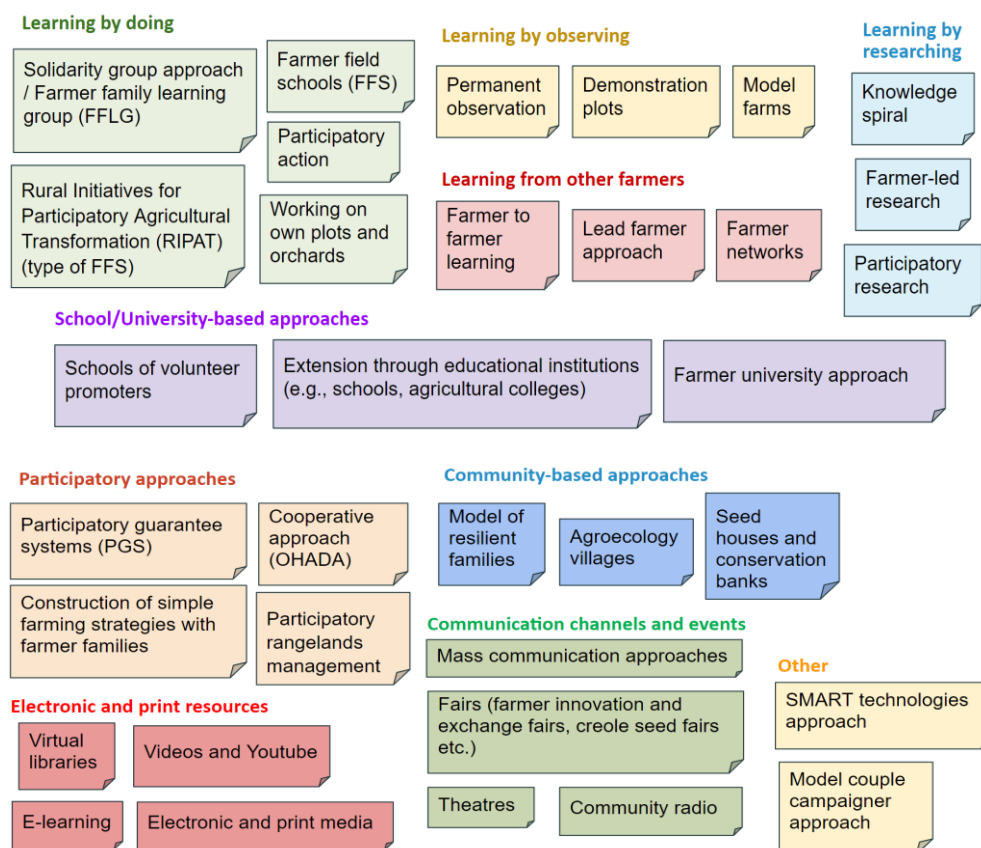 Learning by doing
Solidarity group approach
/ Farmer family learning
group (FFLG)
Farmer field
schools (FFS)
Participatory
action
Rural Initiatives for
Participatory Agricultural
Transformation (RIPAT)
(type of FFS)
Working on
own plots and
orchards
Learning by observing
Permanent
observation
Demonstration
plots
Model
farms
Learning from other farmers
Farmer to
farmer
learning
Lead farmer
approach
Farmer
networks
Learning by
researching
Knowledge
spiral
Farmer-led
research
Participatory
research
School/University-based approaches
Schools of volunteer
promoters
Extension through educational institutions
(e.g., schools, agricultural colleges)
Farmer university approach
Participatory approaches
Participatory guarantee
systems (PGS)
Cooperative
approach
(OHADA)
Construction of simple
farming strategies with
farmer families
Participatory
rangelands
management
Community-based approaches
Model of
resilient
families
Agroecology
villages
Seed
houses and
conservation
banks
Communication channels and events
Mass communication approaches
Fairs (farmer innovation and
exchange fairs, creole seed fairs
etc.)
Theatres
Community radio
Other
SMART technologies
approach
Model couple
campaigner
approach
Electronic and print resources
Virtual
libraries
Videos and Youtube
E-learning
Electronic and print media